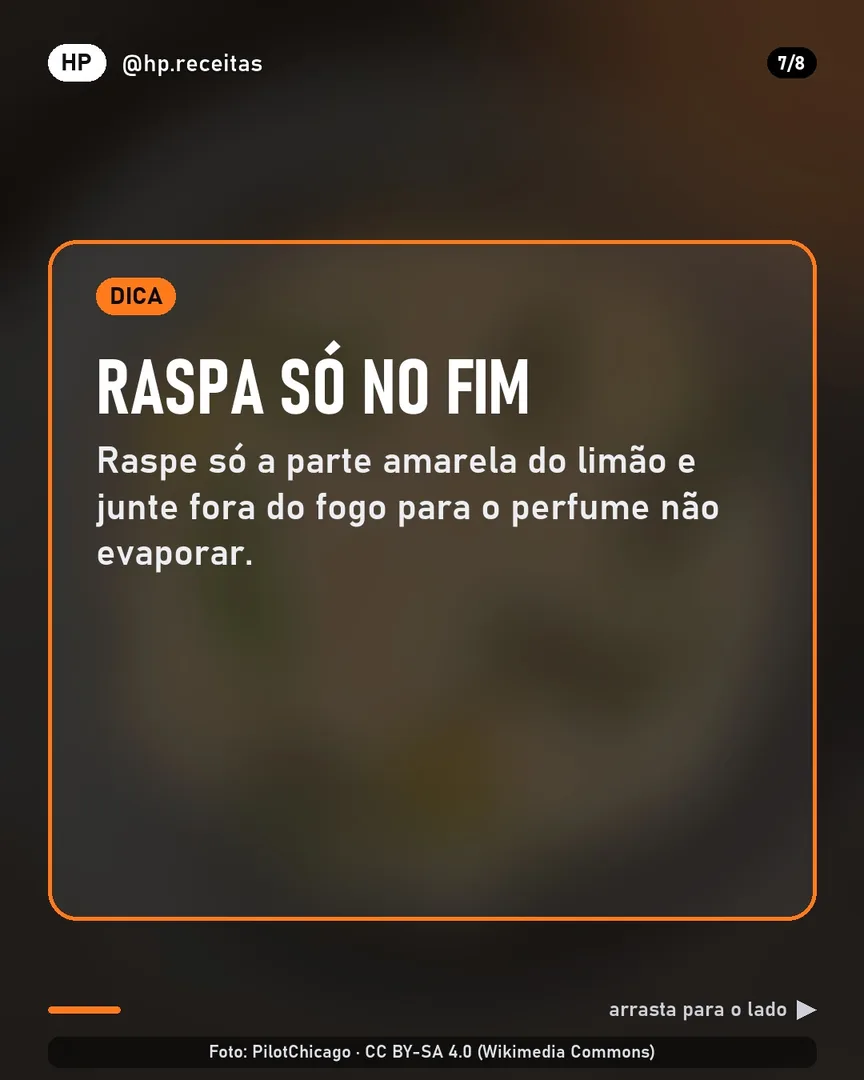 HP @hp.receitas
7/8
DICA
RASPA SÓ NO FIM
Raspe só a parte amarela do limão e
junte fora do fogo para o perfume não
evaporar.
arrasta para o lado ▶
Foto: PilotChicago · CC BY-SA 4.0 (Wikimedia Commons)